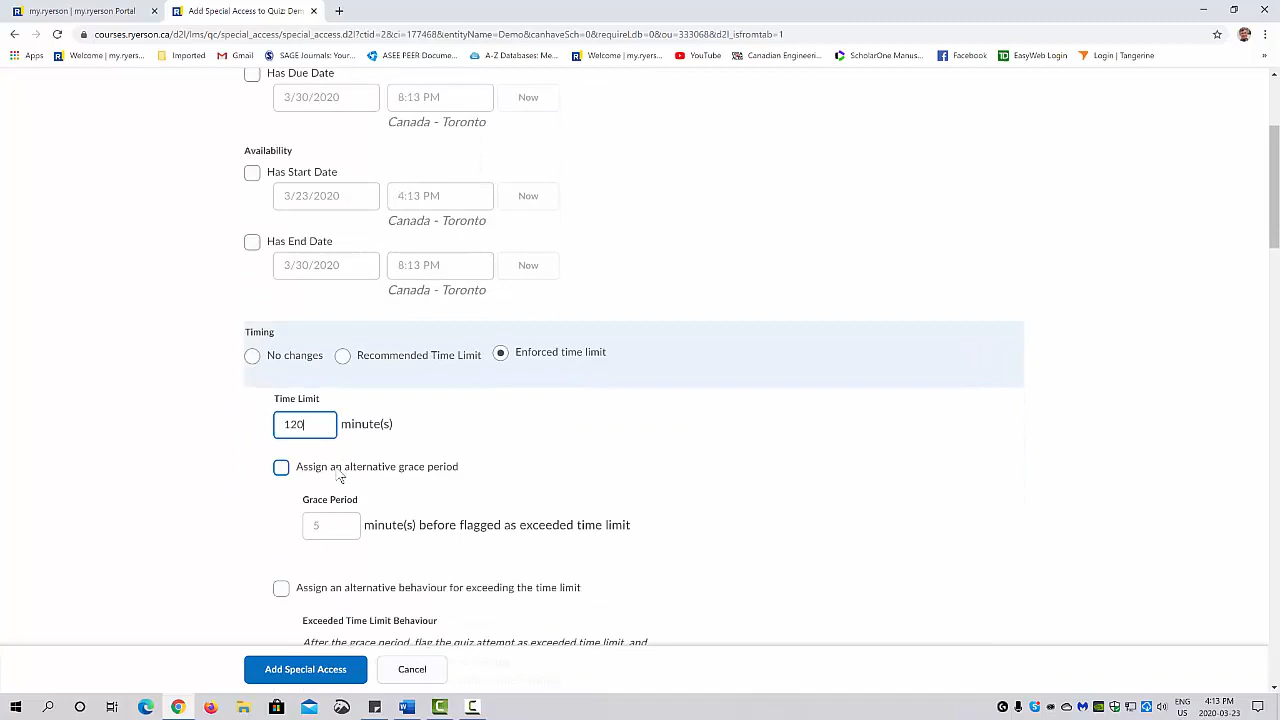 my.ryerson Portal
Add Special Access to Quiz: Demo
courses.ryerson.ca/d2l/lms/qc/special_access/special_access.d2l?ctid=2&ci=177468&entityName=Demo&canhaveSch=0&requireLdb=0&ou=333068&d2l_isfromtab=1
Apps Welcome | my.ryers... Imported Gmail SAGE Journals: Your... ASEE PEER Docume... A-Z Databases: Me... Welcome | my.ryers... YouTube Canadian Engineeri... ScholarOne Manus... Facebook EasyWeb Login Login | Tangerine »
Has Due Date
3/30/2020 8:13 PM Now
Canada - Toronto
Availability
Has Start Date
3/23/2020 4:13 PM Now
Canada - Toronto
Has End Date
3/30/2020 8:13 PM Now
Canada - Toronto
Timing
No changes Recommended Time Limit Enforced time limit
Time Limit
120 minute(s)
Assign an alternative grace period
Grace Period
5 minute(s) before flagged as exceeded time limit
Assign an alternative behaviour for exceeding the time limit
Exceeded Time Limit Behaviour
After the grace period, flag the quiz attempt as exceeded time limit, and
Add Special Access Cancel
ENG 4:13 PM
US 2020-03-23